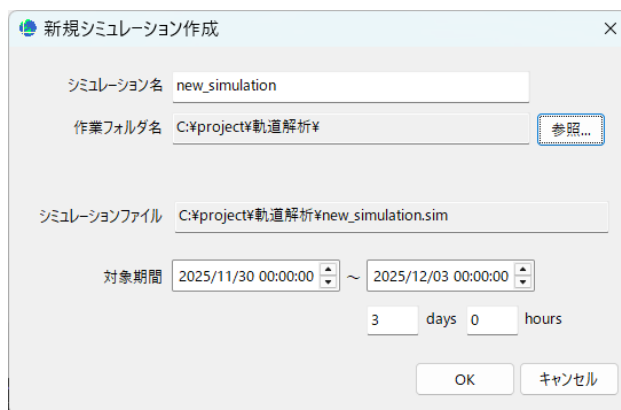 新規シミュレーション作成
シミュレーション名 new_simulation
作業フォルダ名 C:¥project¥軌道解析¥ 参照...
シミュレーションファイル C:¥project¥軌道解析¥new_simulation.sim
対象期間 2025/11/30 00:00:00 ～ 2025/12/03 00:00:00
3 days 0 hours
OK キャンセル